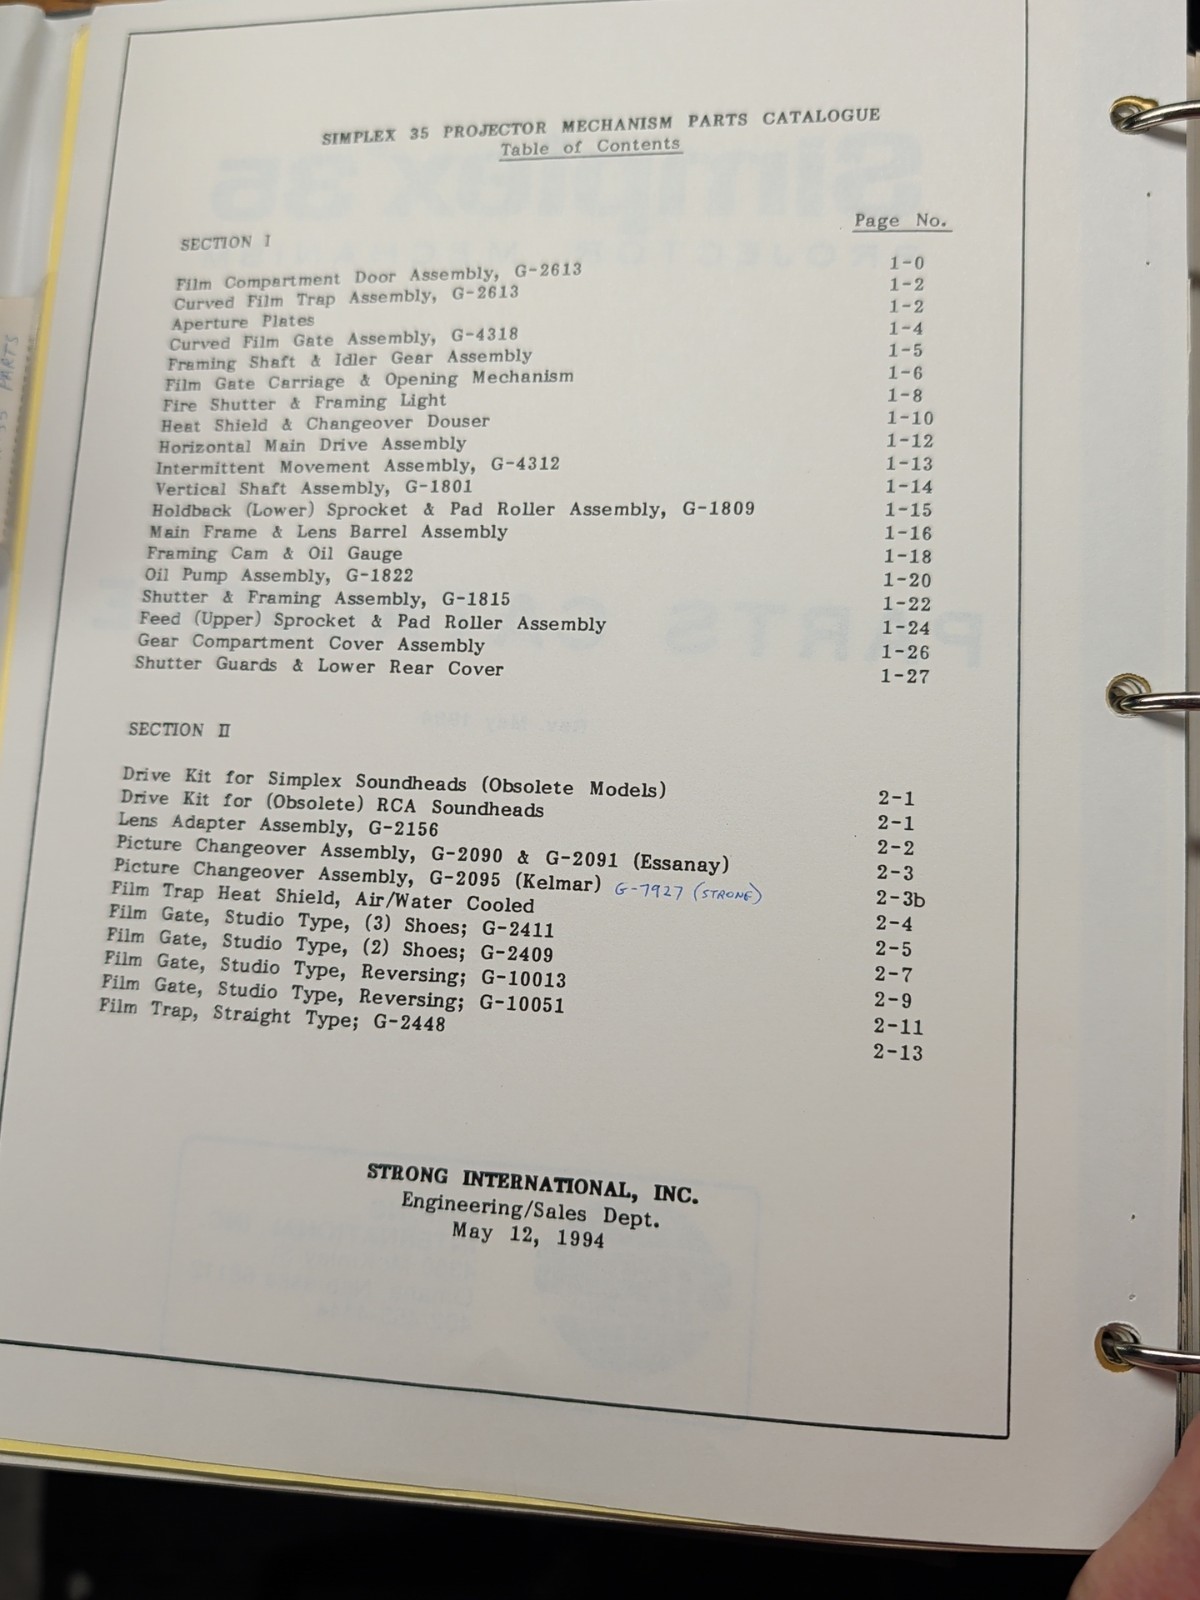 SIMPLEX 35 PROJECTOR MECHANISM PARTS CATALOGUE
Table of Contents
Page No.
SECTION I
Film Compartment Door Assembly, G-2613 1-0
Curved Film Trap Assembly, G-2613 1-2
Aperture Plates 1-2
Curved Film Gate Assembly, G-4318 1-4
Framing Shaft & Idler Gear Assembly 1-5
Film Gate Carriage & Opening Mechanism 1-6
Fire Shutter & Framing Light 1-8
Heat Shield & Changeover Douser 1-10
Horizontal Main Drive Assembly 1-12
Intermittent Movement Assembly, G-4312 1-13
Vertical Shaft Assembly, G-1801 1-14
Holdback (Lower) Sprocket & Pad Roller Assembly, G-1809 1-15
Main Frame & Lens Barrel Assembly 1-16
Framing Cam & Oil Gauge 1-18
Oil Pump Assembly, G-1822 1-20
Shutter & Framing Assembly, G-1815 1-22
Feed (Upper) Sprocket & Pad Roller Assembly 1-24
Gear Compartment Cover Assembly 1-26
Shutter Guards & Lower Rear Cover 1-27
SECTION II
Drive Kit for Simplex Soundheads (Obsolete Models) 2-1
Drive Kit for (Obsolete) RCA Soundheads 2-1
Lens Adapter Assembly, G-2156 2-2
Picture Changeover Assembly, G-2090 & G-2091 (Essanay) 2-3
Picture Changeover Assembly, G-2095 (Kelmar) G-7927 (STRONG) 2-3b
Film Trap Heat Shield, Air/Water Cooled 2-4
Film Gate, Studio Type, (3) Shoes; G-2411 2-5
Film Gate, Studio Type, (2) Shoes; G-2409 2-7
Film Gate, Studio Type, Reversing; G-10013 2-9
Film Gate, Studio Type, Reversing; G-10051 2-11
Film Trap, Straight Type; G-2448 2-13
STRONG INTERNATIONAL, INC.
Engineering/Sales Dept.
May 12, 1994
PARTS